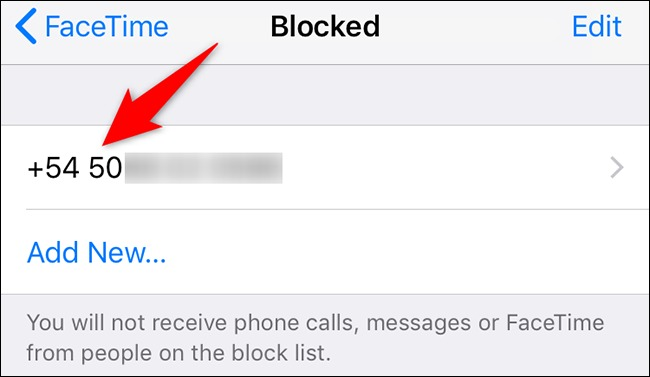 FaceTime Blocked Edit
+54 50
Add New...
You will not receive phone calls, messages or FaceTime
from people on the block list.